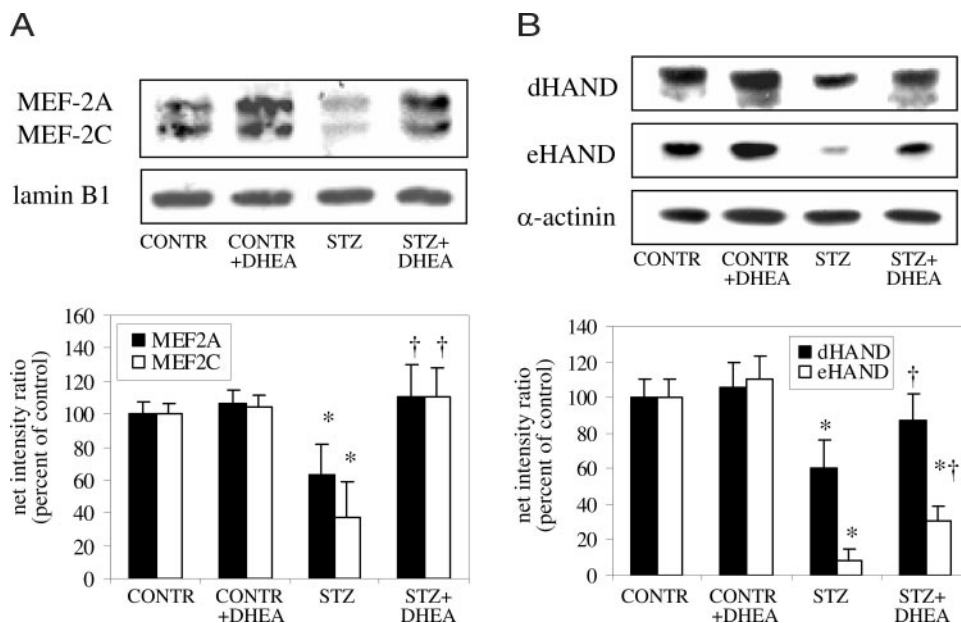 A
MEF-2A
MEF-2C
lamin B1
CONTR
CONTR
+DHEA
STZ
STZ+
DHEA
net intensity ratio
(percent of control)
160
140
120
100
80
60
40
20
0
MEF2A
MEF2C
* * † †
CONTR
CONTR
+DHEA
STZ
STZ+
DHEA
B
dHAND
eHAND
α-actinin
CONTR
CONTR
+DHEA
STZ
STZ+
DHEA
net intensity ratio
(percent of control)
140
120
100
80
60
40
20
0
dHAND
eHAND
* * † *†
CONTR
CONTR
+DHEA
STZ
STZ+
DHEA